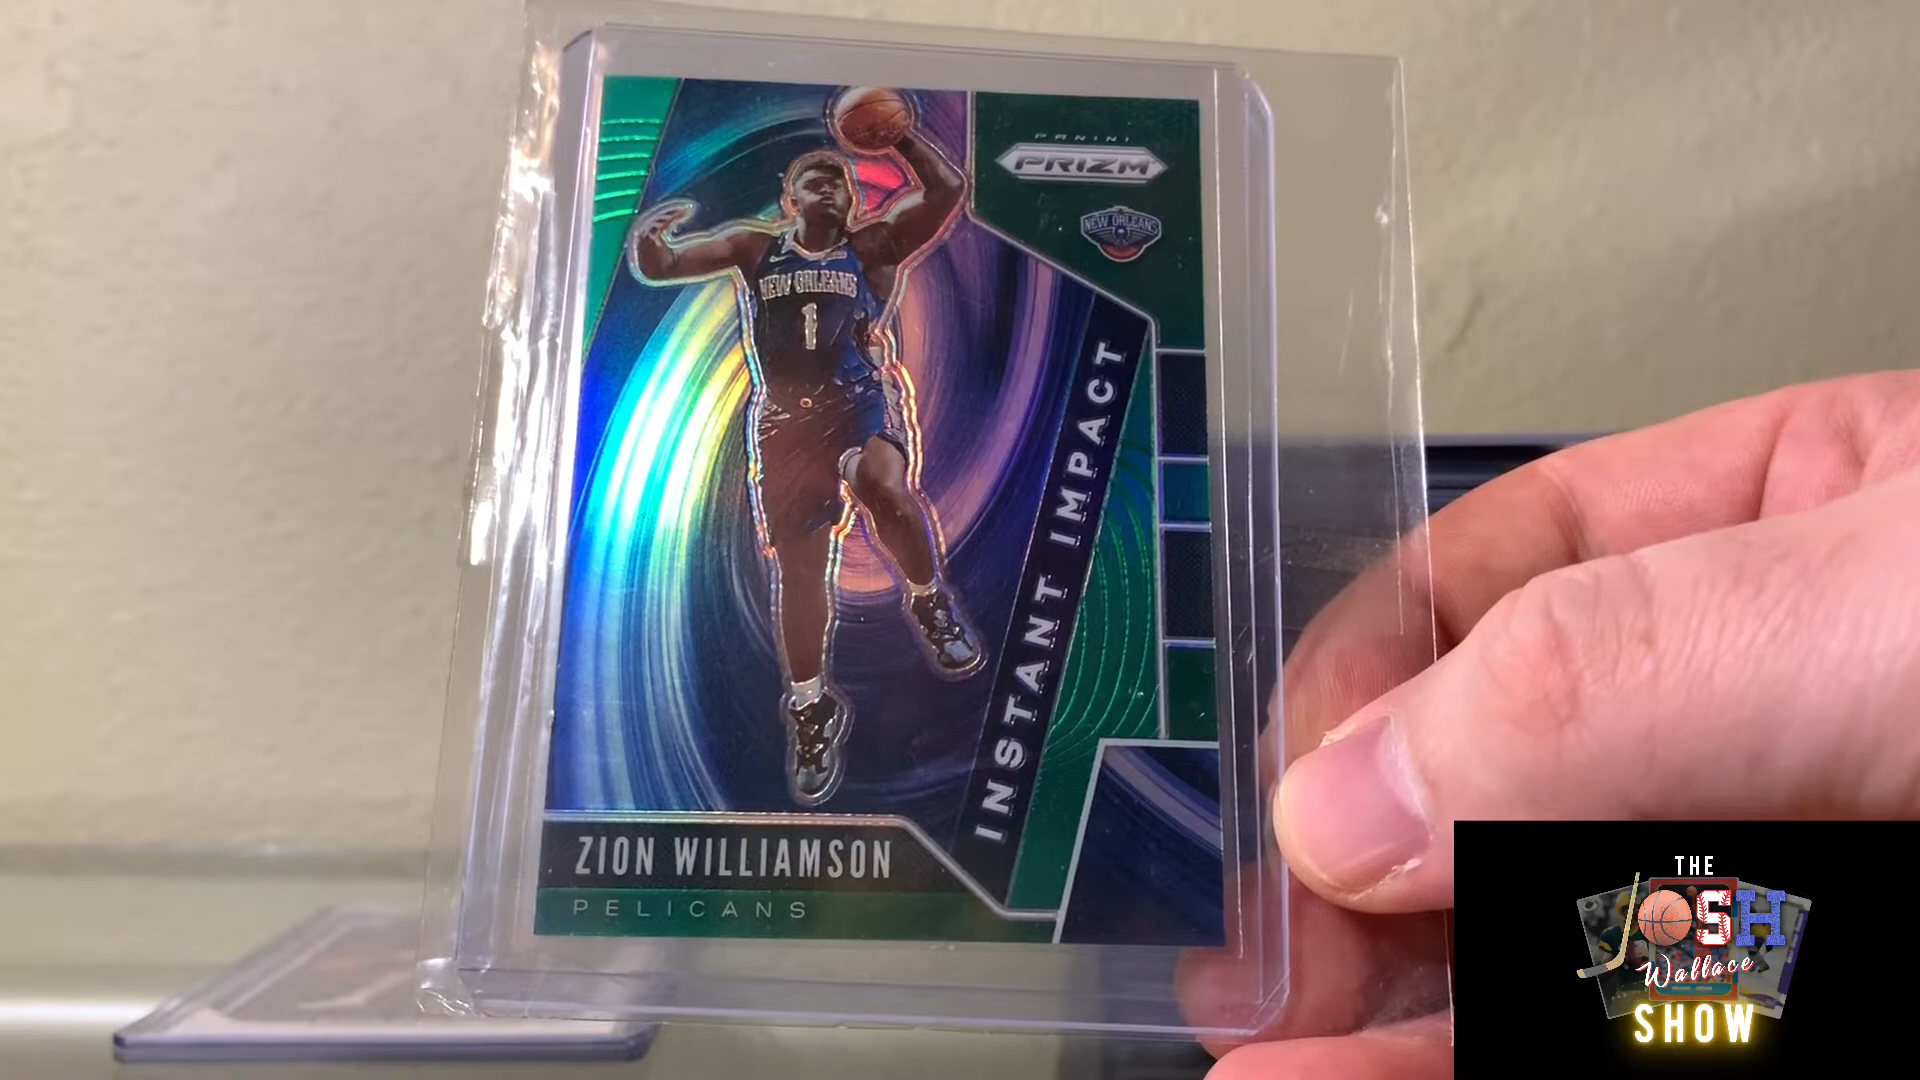 PANINI
PRIZM
NEW ORLEANS
NEW ORLEANS
1
INSTANT IMPACT
ZION WILLIAMSON
PELICANS
THE
JOSH
Wallace
SHOW